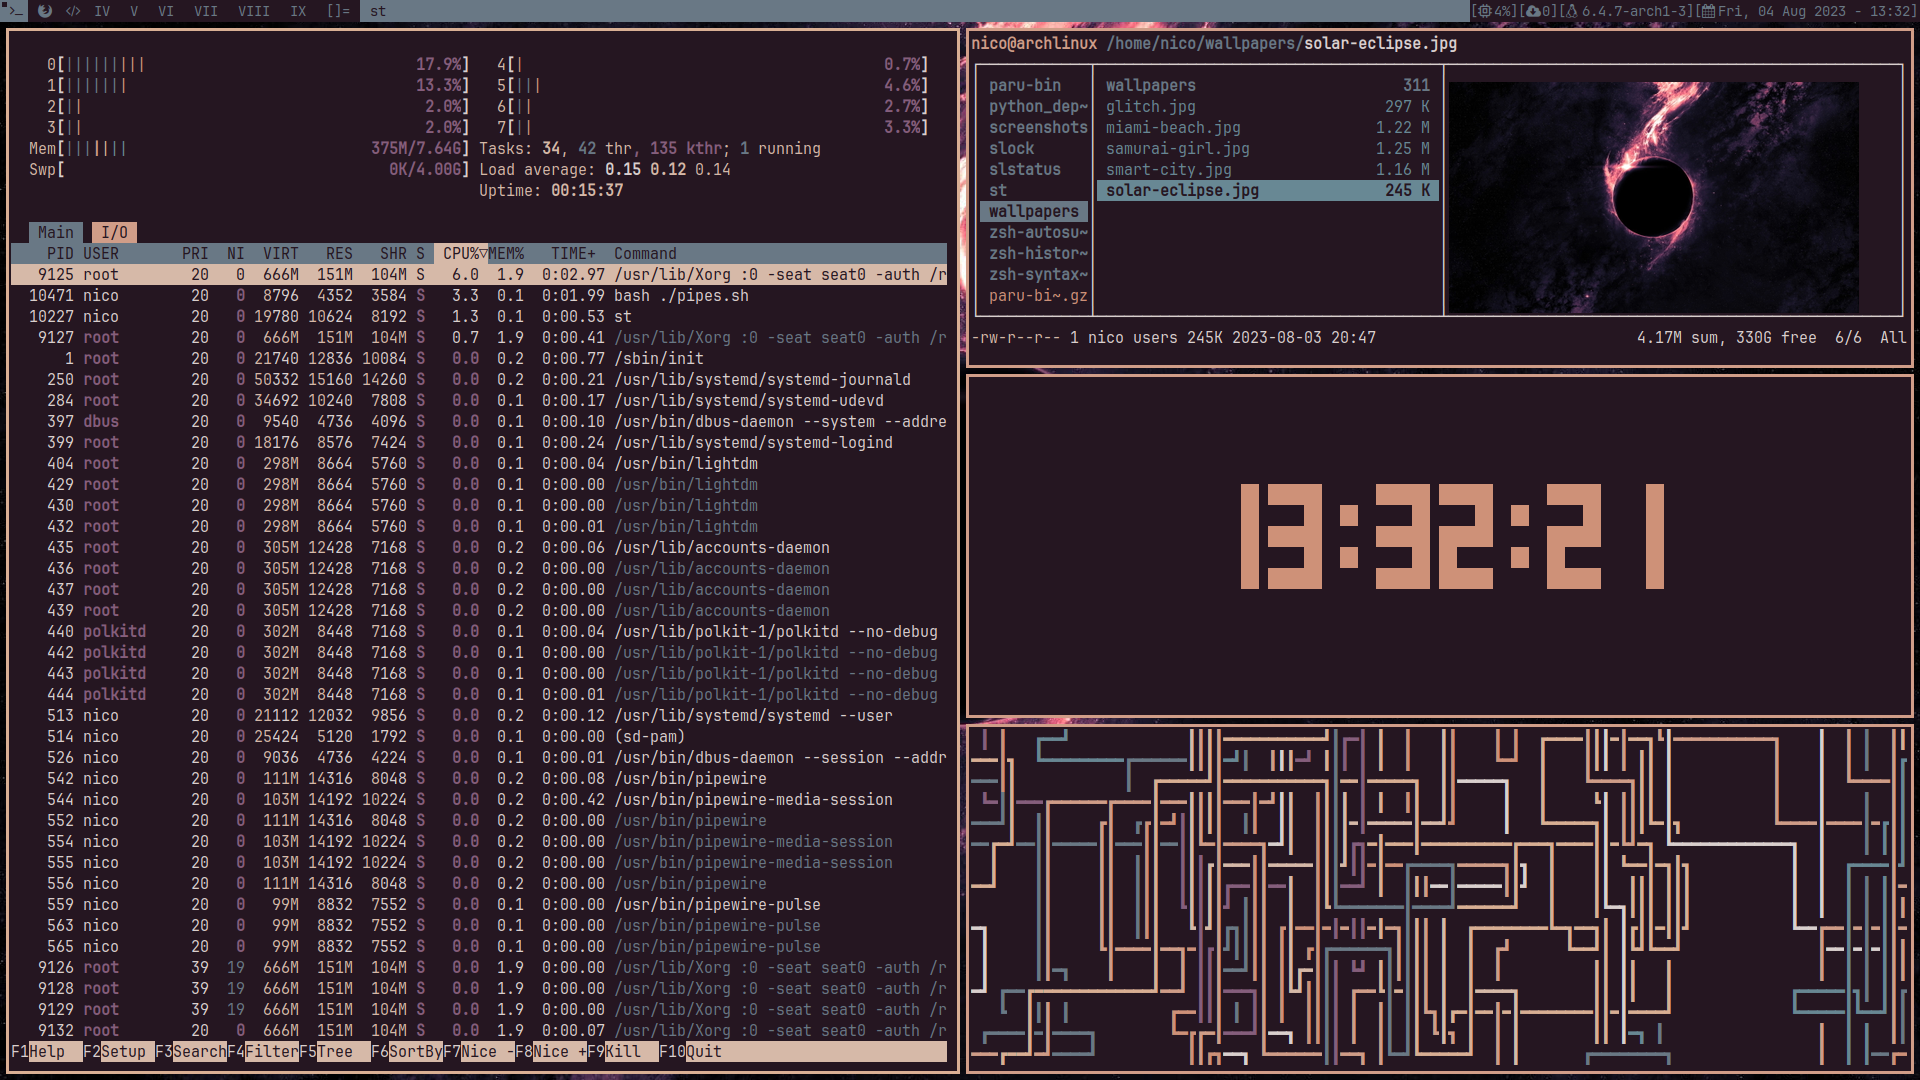 IV V VI VII VIII IX []= st [4%][0][6.4.7-arch1-3][Fri, 04 Aug 2023 - 13:32]
0[||||||||| 17.9%] 4[| 0.7%]
1[||||||| 13.3%] 5[||| 4.6%]
2[|| 2.0%] 6[|| 2.7%]
3[|| 2.0%] 7[|| 3.3%]
Mem[||||||| 375M/7.64G] Tasks: 34, 42 thr, 135 kthr; 1 running
Swp[ 0K/4.00G] Load average: 0.15 0.12 0.14
Uptime: 00:15:37
Main I/O
PID USER PRI NI VIRT RES SHR S CPU%▽MEM% TIME+ Command
9125 root 20 0 666M 151M 104M S 6.0 1.9 0:02.97 /usr/lib/Xorg :0 -seat seat0 -auth /r
10471 nico 20 0 8796 4352 3584 S 3.3 0.1 0:01.99 bash ./pipes.sh
10227 nico 20 0 19780 10624 8192 S 1.3 0.1 0:00.53 st
9127 root 20 0 666M 151M 104M S 0.7 1.9 0:00.41 /usr/lib/Xorg :0 -seat seat0 -auth /r
1 root 20 0 21740 12836 10084 S 0.0 0.2 0:00.77 /sbin/init
250 root 20 0 50332 15160 14260 S 0.0 0.2 0:00.21 /usr/lib/systemd/systemd-journald
284 root 20 0 34692 10240 7808 S 0.0 0.1 0:00.17 /usr/lib/systemd/systemd-udevd
397 dbus 20 0 9540 4736 4096 S 0.0 0.1 0:00.10 /usr/bin/dbus-daemon --system --addre
399 root 20 0 18176 8576 7424 S 0.0 0.1 0:00.24 /usr/lib/systemd/systemd-logind
404 root 20 0 298M 8664 5760 S 0.0 0.1 0:00.04 /usr/bin/lightdm
429 root 20 0 298M 8664 5760 S 0.0 0.1 0:00.00 /usr/bin/lightdm
430 root 20 0 298M 8664 5760 S 0.0 0.1 0:00.00 /usr/bin/lightdm
432 root 20 0 298M 8664 5760 S 0.0 0.1 0:00.01 /usr/bin/lightdm
435 root 20 0 305M 12428 7168 S 0.0 0.2 0:00.06 /usr/lib/accounts-daemon
436 root 20 0 305M 12428 7168 S 0.0 0.2 0:00.00 /usr/lib/accounts-daemon
437 root 20 0 305M 12428 7168 S 0.0 0.2 0:00.00 /usr/lib/accounts-daemon
439 root 20 0 305M 12428 7168 S 0.0 0.2 0:00.00 /usr/lib/accounts-daemon
440 polkitd 20 0 302M 8448 7168 S 0.0 0.1 0:00.04 /usr/lib/polkit-1/polkitd --no-debug
442 polkitd 20 0 302M 8448 7168 S 0.0 0.1 0:00.00 /usr/lib/polkit-1/polkitd --no-debug
443 polkitd 20 0 302M 8448 7168 S 0.0 0.1 0:00.00 /usr/lib/polkit-1/polkitd --no-debug
444 polkitd 20 0 302M 8448 7168 S 0.0 0.1 0:00.01 /usr/lib/polkit-1/polkitd --no-debug
513 nico 20 0 21112 12032 9856 S 0.0 0.2 0:00.12 /usr/lib/systemd/systemd --user
514 nico 20 0 25424 5120 1792 S 0.0 0.1 0:00.00 (sd-pam)
526 nico 20 0 9036 4736 4224 S 0.0 0.1 0:00.01 /usr/bin/dbus-daemon --session --addr
542 nico 20 0 111M 14316 8048 S 0.0 0.2 0:00.08 /usr/bin/pipewire
544 nico 20 0 103M 14192 10224 S 0.0 0.2 0:00.42 /usr/bin/pipewire-media-session
552 nico 20 0 111M 14316 8048 S 0.0 0.2 0:00.00 /usr/bin/pipewire
554 nico 20 0 103M 14192 10224 S 0.0 0.2 0:00.00 /usr/bin/pipewire-media-session
555 nico 20 0 103M 14192 10224 S 0.0 0.2 0:00.00 /usr/bin/pipewire-media-session
556 nico 20 0 111M 14316 8048 S 0.0 0.2 0:00.00 /usr/bin/pipewire
559 nico 20 0 99M 8832 7552 S 0.0 0.1 0:00.00 /usr/bin/pipewire-pulse
563 nico 20 0 99M 8832 7552 S 0.0 0.1 0:00.00 /usr/bin/pipewire-pulse
565 nico 20 0 99M 8832 7552 S 0.0 0.1 0:00.00 /usr/bin/pipewire-pulse
9126 root 39 19 666M 151M 104M S 0.0 1.9 0:00.00 /usr/lib/Xorg :0 -seat seat0 -auth /r
9128 root 39 19 666M 151M 104M S 0.0 1.9 0:00.00 /usr/lib/Xorg :0 -seat seat0 -auth /r
9129 root 39 19 666M 151M 104M S 0.0 1.9 0:00.00 /usr/lib/Xorg :0 -seat seat0 -auth /r
9132 root 20 0 666M 151M 104M S 0.0 1.9 0:00.07 /usr/lib/Xorg :0 -seat seat0 -auth /r
F1Help F2Setup F3SearchF4FilterF5Tree F6SortByF7Nice -F8Nice +F9Kill F10Quit
nico@archlinux /home/nico/wallpapers/solar-eclipse.jpg
paru-bin wallpapers 311
python_dep~ glitch.jpg 297 K
screenshots miami-beach.jpg 1.22 M
slock samurai-girl.jpg 1.25 M
slstatus smart-city.jpg 1.16 M
st solar-eclipse.jpg 245 K
wallpapers
zsh-autosu~
zsh-histor~
zsh-syntax~
paru-bi~.gz
-rw-r--r-- 1 nico users 245K 2023-08-03 20:47 4.17M sum, 330G free 6/6 All
13:32:21